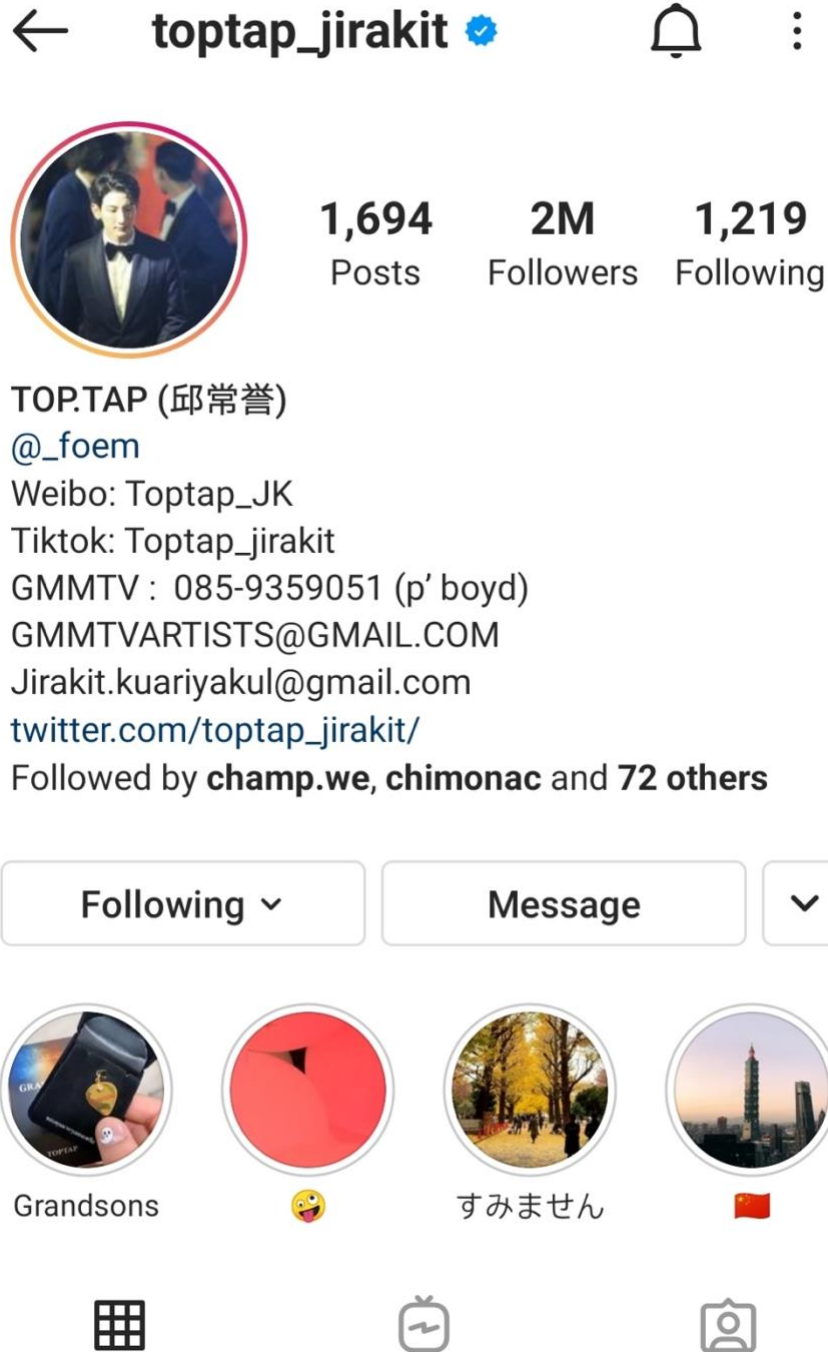 toptap_jirakit
1,694
Posts
2M
Followers
1,219
Following
TOP.TAP (邱常誉)
@_foem
Weibo: Toptap_JK
Tiktok: Toptap_jirakit
GMMTV : 085-9359051 (p’ boyd)
GMMTVARTISTS@GMAIL.COM
Jirakit.kuariyakul@gmail.com
twitter.com/toptap_jirakit/
Followed by champ.we, chimonac and 72 others
Following
Message
GRA
TOPTAP
Grandsons
🤪
すみません
🇨🇳